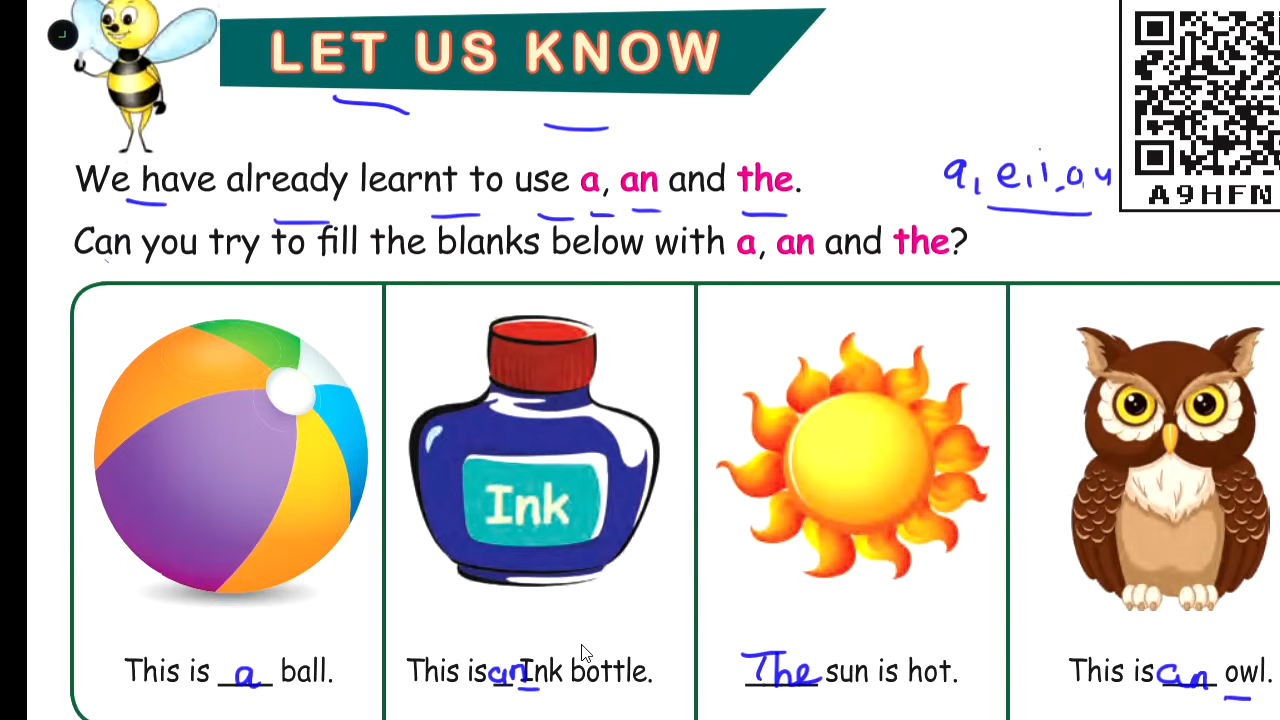 LET US KNOW
We have already learnt to use a, an and the.
a, e, i, o, u
A9HFN
Can you try to fill the blanks below with a, an and the?
Ink
This is a ball.
This is an Ink bottle.
The sun is hot.
This is an owl.